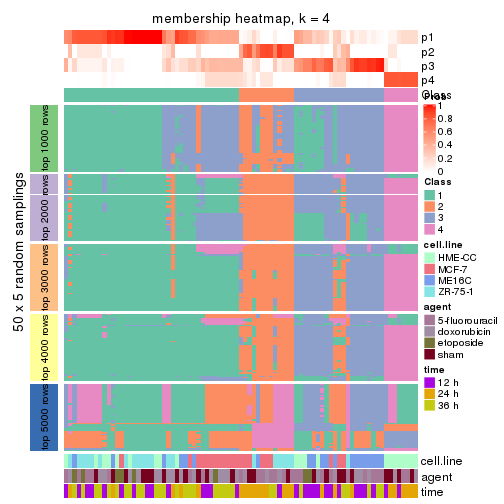 membership heatmap, k = 4
p1
p2
p3
p4
Class
Prob
1
0.8
0.6
0.4
0.2
0
Class
1
2
3
4
cell.line
HME-CC
MCF-7
ME16C
ZR-75-1
agent
5-fluorouracil
doxorubicin
etoposide
sham
time
12 h
24 h
36 h
50 x 5 random samplings
top 1000 rows
top 2000 rows
top 3000 rows
top 4000 rows
top 5000 rows
cell.line
agent
time